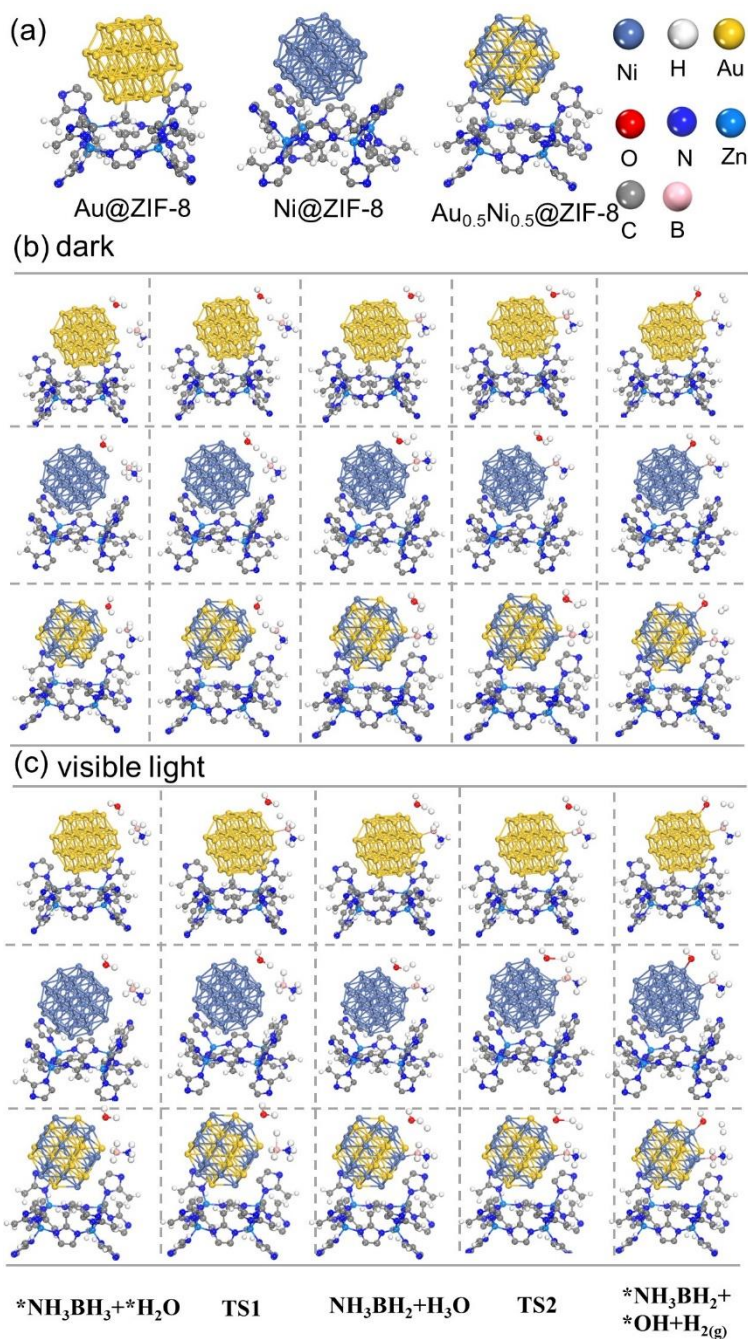 (a)
Ni H Au
O N Zn
C B
Au@ZIF-8 Ni@ZIF-8 Au0.5Ni0.5@ZIF-8
(b) dark
(c) visible light
*NH3BH3+*H2O TS1 NH3BH2+H3O TS2 *NH3BH2+
*OH+H2(g)